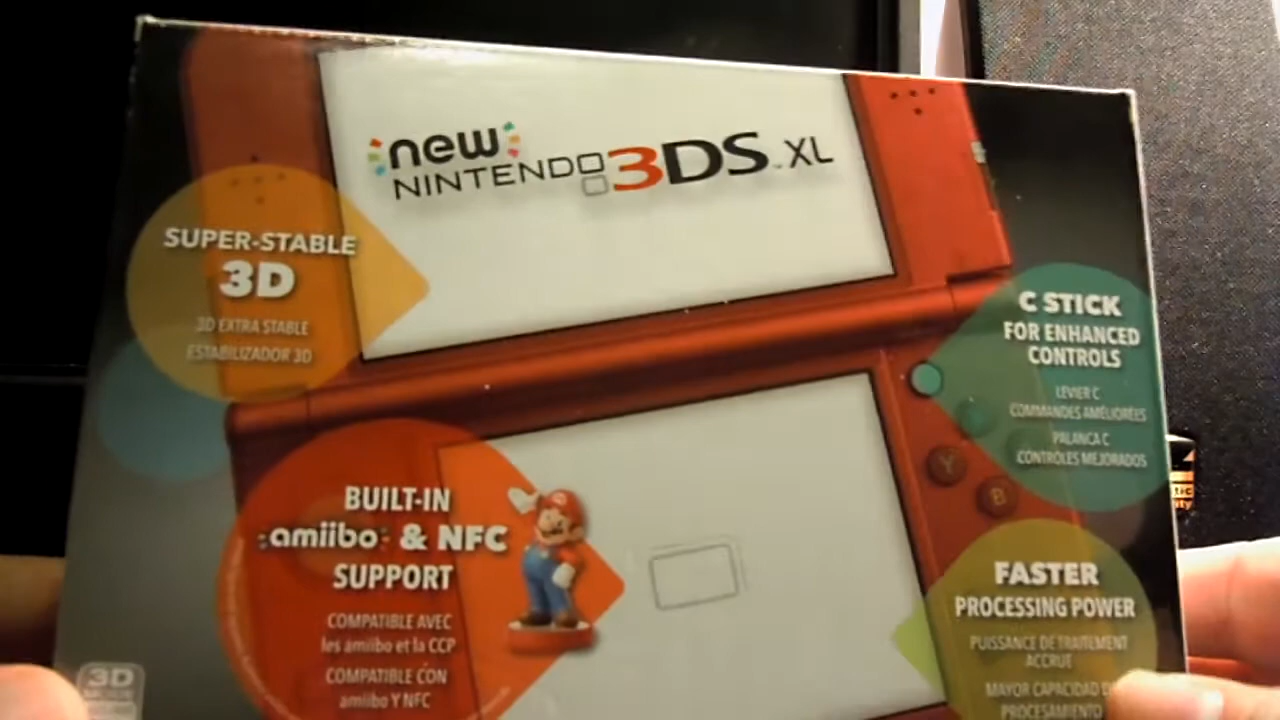 new
NINTENDO 3DS XL
SUPER-STABLE
3D
3D EXTRA STABLE
ESTABILIZADOR 3D
C STICK
FOR ENHANCED
CONTROLS
LEVIER C
COMMANDES AMÉLIORÉES
PALANCA C
CONTROLES MEJORADOS
Y
B
BUILT-IN
amiibo & NFC
SUPPORT
COMPATIBLE AVEC
les amiibo et la CCP
COMPATIBLE CON
amiibo Y NFC
FASTER
PROCESSING POWER
PUISSANCE DE TRAITEMENT
ACCRUE
MAYOR CAPACIDAD
PROCESAMIENTO
3D